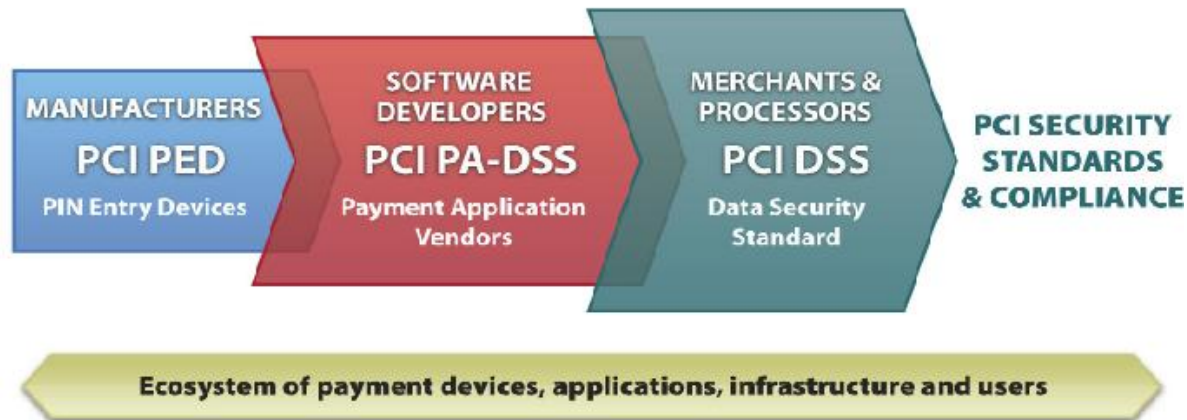 MANUFACTURERS
PCI PED
PIN Entry Devices
SOFTWARE
DEVELOPERS
PCI PA-DSS
Payment Application
Vendors
MERCHANTS &
PROCESSORS
PCI DSS
Data Security
Standard
PCI SECURITY
STANDARDS
& COMPLIANCE
Ecosystem of payment devices, applications, infrastructure and users